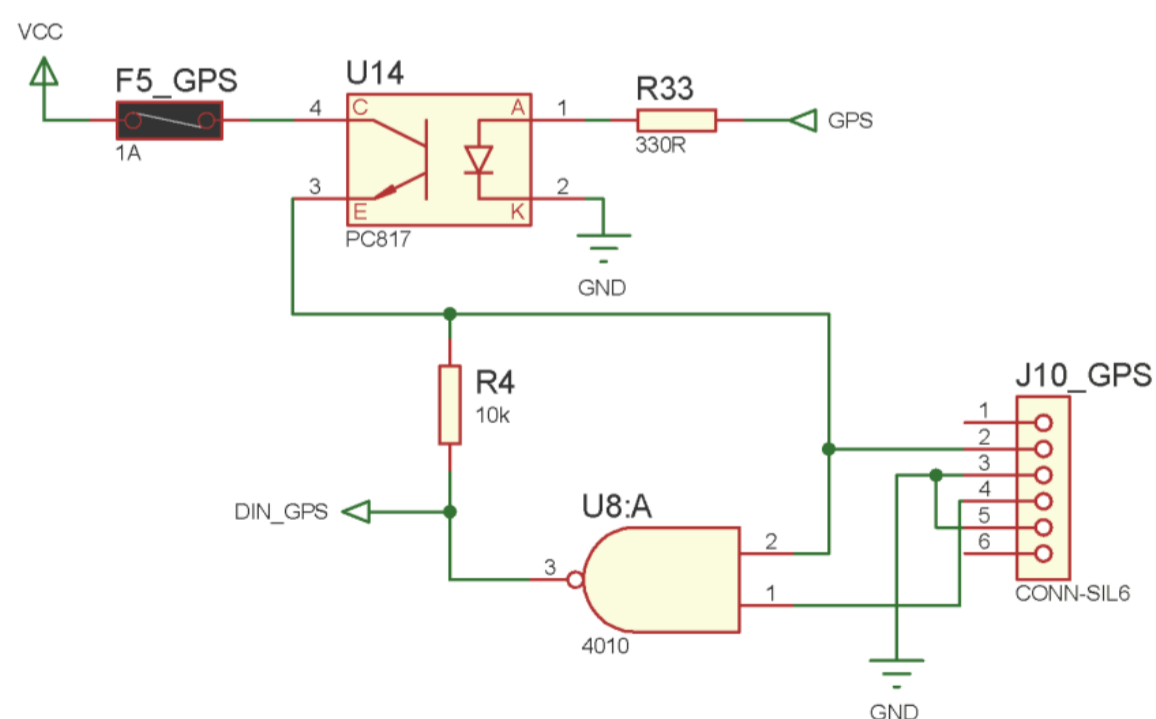 VCC
F5_GPS
1A
U14
4 C A 1
3 E K 2
PC817
R33
330R
GPS
GND
R4
10k
DIN_GPS
U8:A
3
2
1
4010
J10_GPS
1
2
3
4
5
6
CONN-SIL6
GND